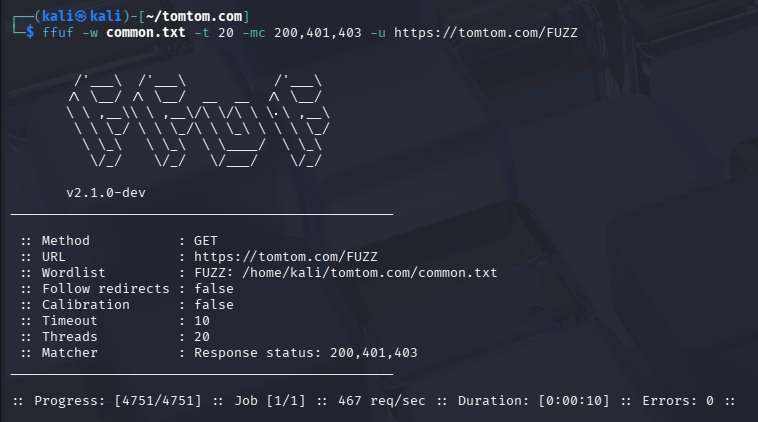 ┌──(kali㉿kali)-[~/tomtom.com]
└─$ ffuf -w common.txt -t 20 -mc 200,401,403 -u https://tomtom.com/FUZZ

        /'___\  /'___\           /'___\
       /\ \__/ /\ \__/  __  __  /\ \__/
       \ \ ,__\\ \ ,__\/\ \/\ \ \ \ ,__\
        \ \ \_/ \ \ \_/\ \ \_\ \ \ \ \_/
         \ \_\   \ \_\  \ \____/  \ \_\
          \/_/    \/_/   \/___/    \/_/

       v2.1.0-dev
________________________________________________

 :: Method           : GET
 :: URL              : https://tomtom.com/FUZZ
 :: Wordlist         : FUZZ: /home/kali/tomtom.com/common.txt
 :: Follow redirects : false
 :: Calibration      : false
 :: Timeout          : 10
 :: Threads          : 20
 :: Matcher          : Response status: 200,401,403
________________________________________________

:: Progress: [4751/4751] :: Job [1/1] :: 467 req/sec :: Duration: [0:00:10] :: Errors: 0 ::